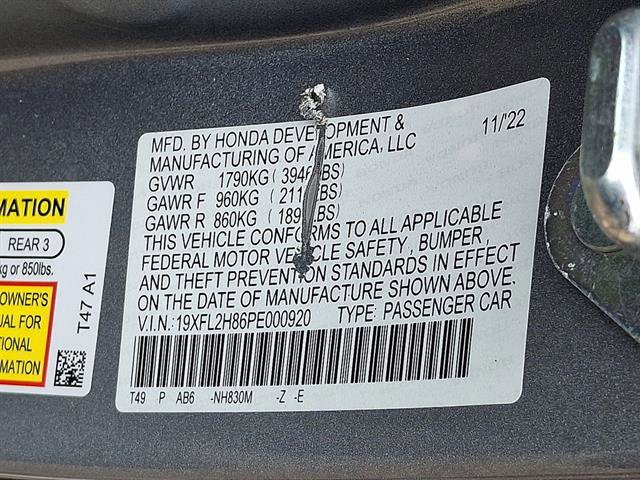 MFD. BY HONDA DEVELOPMENT &
MANUFACTURING OF AMERICA, LLC 11/'22
GVWR 1790KG
GAWR F 960KG
GAWR R 860KG
THIS VEHICLE CONFORMS TO ALL APPLICABLE
FEDERAL MOTOR VEHICLE SAFETY, BUMPER,
AND THEFT PREVENTION STANDARDS IN EFFECT
ON THE DATE OF MANUFACTURE SHOWN ABOVE.
V.I.N.: 19XFL2H86PE000920 TYPE: PASSENGER CAR
T49 P AB6 -NH830M -Z -E
MATION
REAR 3
kg or 850lbs.
OWNER'S
UAL FOR
TIONAL
RMATION
T47 A1